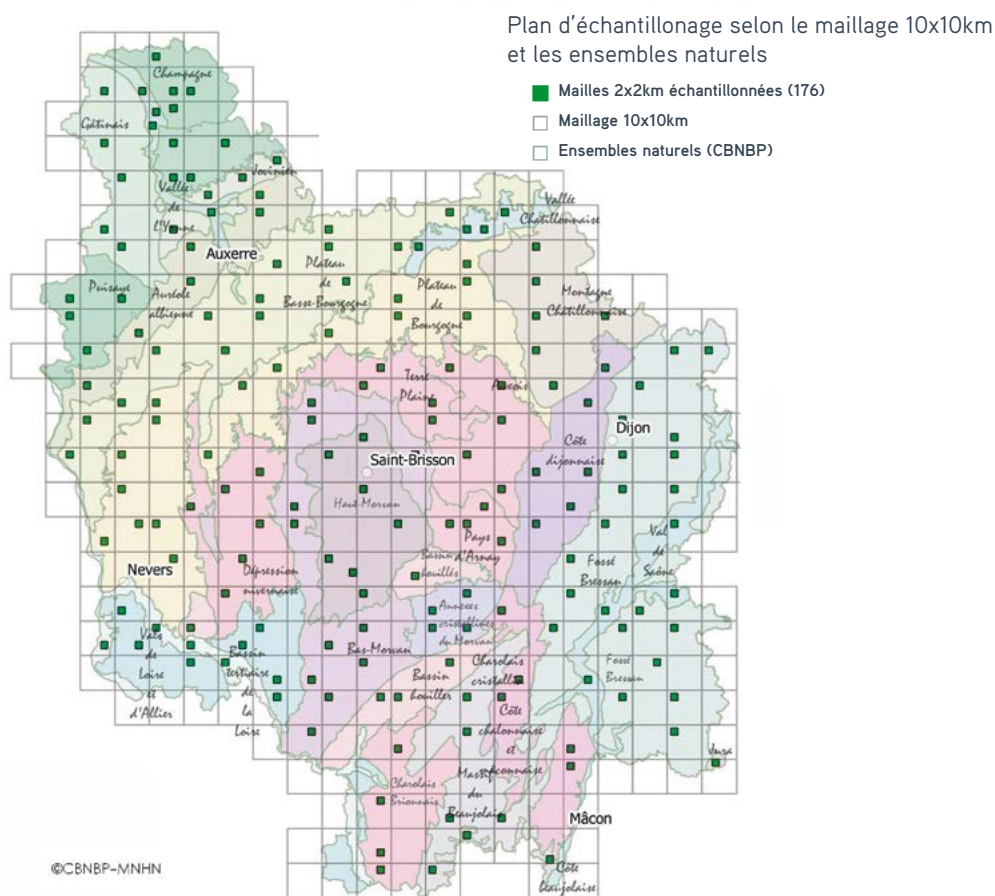 Plan d'échantillonage selon le maillage 10x10km
et les ensembles naturels
Mailles 2x2km échantillonnées (176)
Maillage 10x10km
Ensembles naturels (CBNBP)
Champagne
Gâtinais
Jovinien
Vallée
de
l'Yonne
Vallée
Châtillonnaise
Auxerre
Puisaye
Auréole
albienne
Plateau
de
Basse-Bourgogne
Plateau
de
Bourgogne
Montagne
Châtillonnaise
Terre
Plaine
Auxois
Dijon
Côte
dijonnaise
Saint-Brisson
Haut-Morvan
Pays
d'Arnay
Bassin
houiller
Val
de
Saône
Fossé
Bressan
Nevers
Dépression
nivernaise
Annexes
cristallines
du Morvan
Vals
de
Loire
et
d'Allier
Bassin
tertiaire
de
la
Loire
Bas-Morvan
Bassin
houiller
Charolais
cristallin
Fossé
Bressan
Côte
chalonnaise
et
mâconnaise
Jura
Charolais
Brionnais
Massif
du
Beaujolais
Mâcon
Côte
beaujolaise
©CBNBP-MNHN